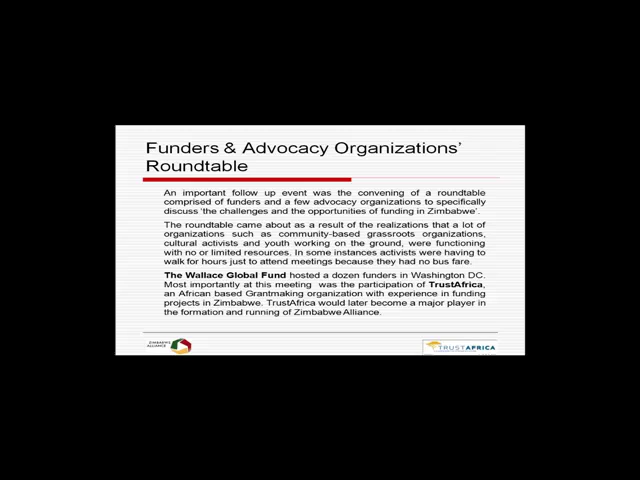 Funders & Advocacy Organizations'
Roundtable
An important follow up event was the convening of a roundtable
comprised of funders and a few advocacy organizations to specifically
discuss 'the challenges and the opportunities of funding in Zimbabwe'.
The roundtable came about as a result of the realizations that a lot of
organizations such as community-based grassroots organizations,
cultural activists and youth working on the ground, were functioning
with no or limited resources. In some instances activists were having to
walk for hours just to attend meetings because they had no bus fare.
The Wallace Global Fund hosted a dozen funders in Washington DC.
Most importantly at this meeting was the participation of TrustAfrica,
an African based Grantmaking organization with experience in funding
projects in Zimbabwe. TrustAfrica would later become a major player in
the formation and running of Zimbabwe Alliance.
ZIMBABWE
ALLIANCE
TRUSTAFRICA